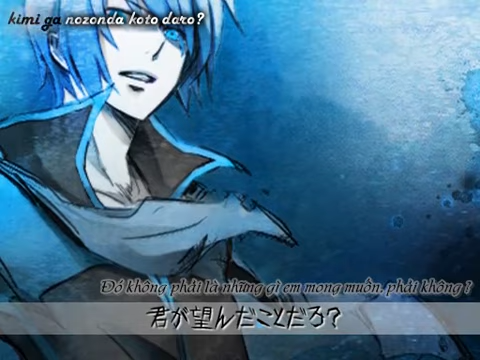 kimi ga nozonda koto daro?
Đó không phải là những gì em mong muốn, phải không ?
君が望んだことだろ?